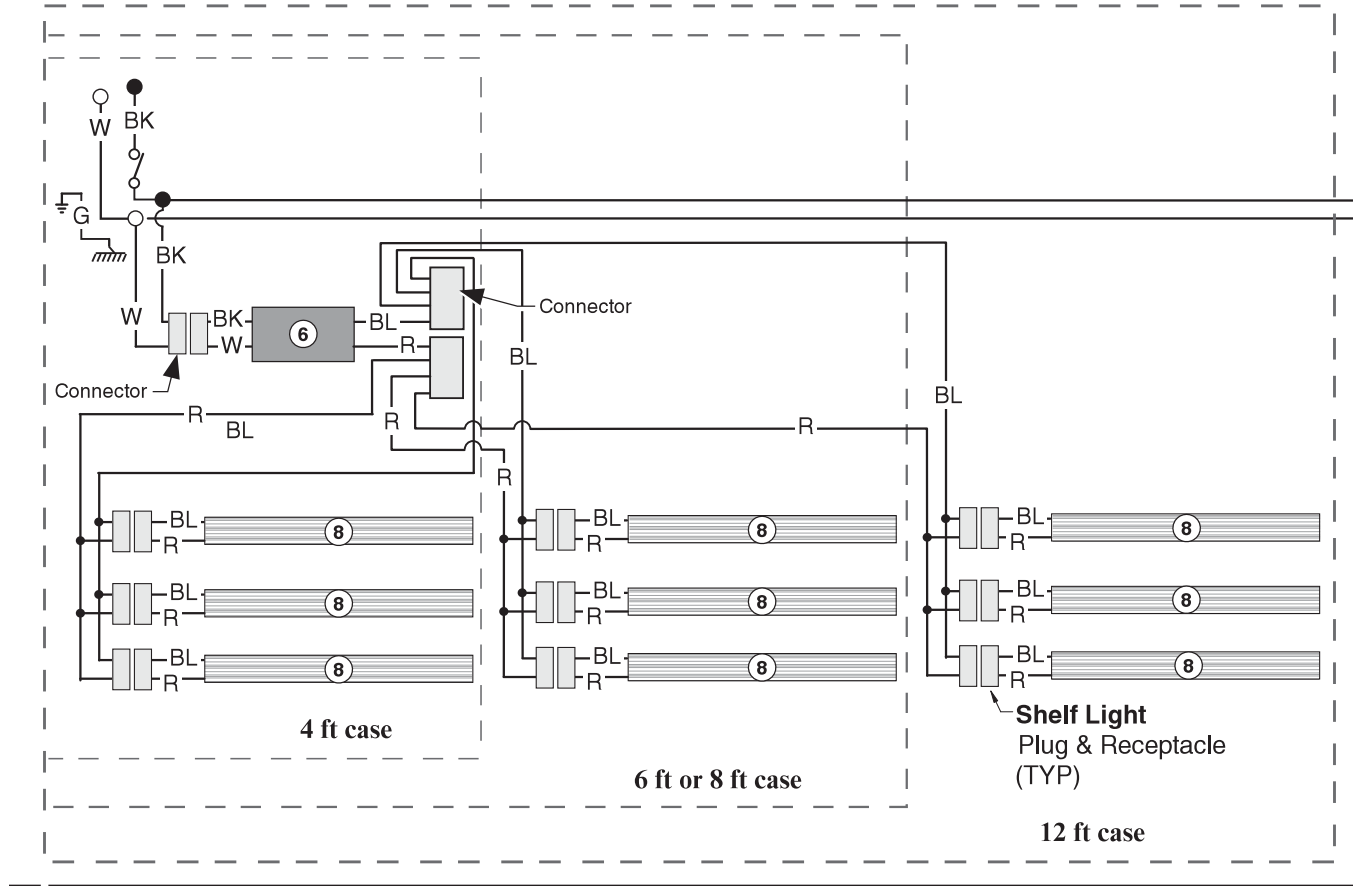 W
BK
G
BK
W
BK
6
BL
Connector
W
R
BL
Connector
BL
R
R
R
BL
R
BL
R
8
BL
R
8
BL
R
8
BL
R
8
BL
R
8
BL
R
8
BL
R
8
BL
R
8
BL
R
8
4 ft case
Shelf Light
Plug & Receptacle
(TYP)
6 ft or 8 ft case
12 ft case